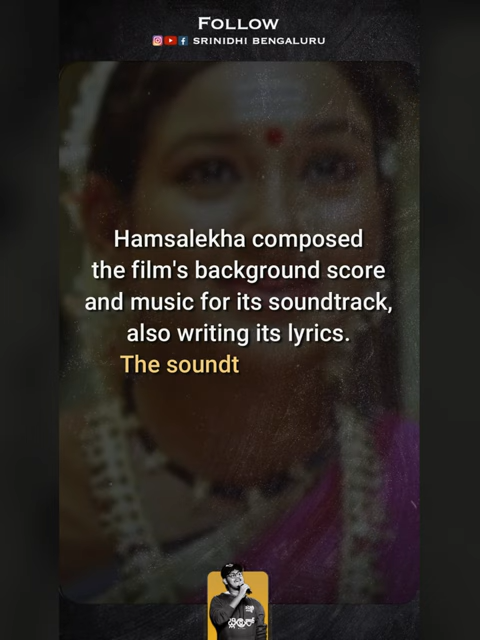 FOLLOW
SRINIDHI BENGALURU
Hamsalekha composed
the film's background score
and music for its soundtrack,
also writing its lyrics.
The soundt